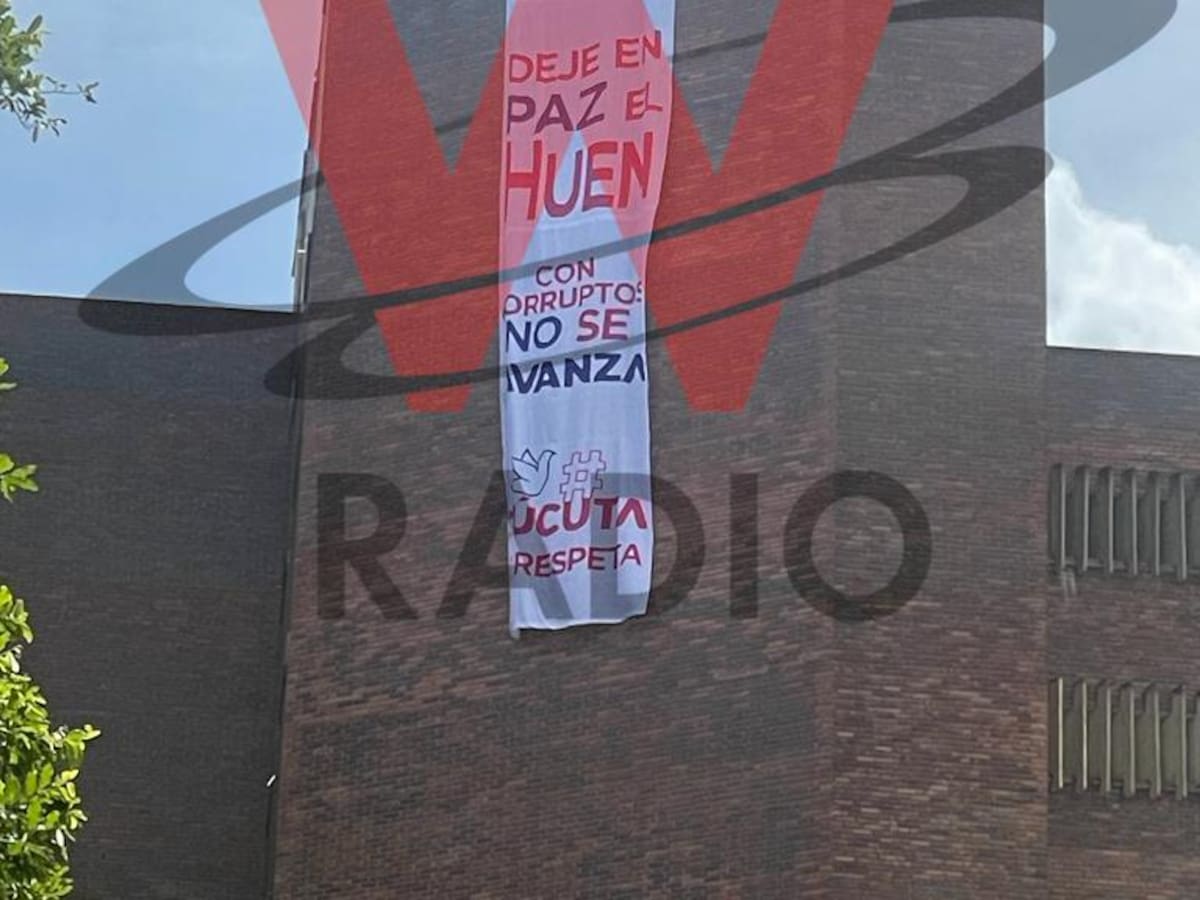 DEJE EN
PAZ EL
HUEN
CON
ORRUPTOS
NO SE
AVANZA
#
ÚCUTA
RESPETA
W
RADIO